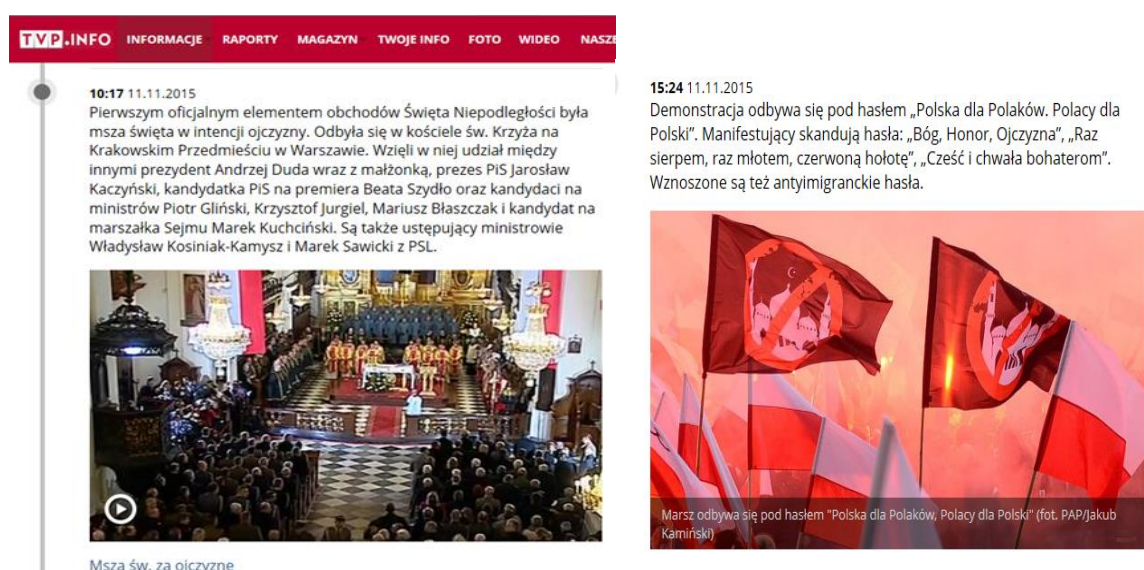 TVP.INFO INFORMACJE RAPORTY MAGAZYN TWOJE INFO FOTO WIDEO
10:17 11.11.2015
Pierwszym oficjalnym elementem obchodów Święta Niepodległości była
msza święta w intencji ojczyzny. Odbyła się w kościele św. Krzyża na
Krakowskim Przedmieściu w Warszawie. Wzięli w niej udział między
innymi prezydent Andrzej Duda wraz z małżonką, prezes PiS Jarosław
Kaczyński, kandydatka PiS na premiera Beata Szydło oraz kandydaci na
ministrów Piotr Gliński, Krzysztof Jurgiel, Mariusz Błaszczak i kandydat na
marszałka Sejmu Marek Kuchciński. Są także ustępujący ministrowie
Władysław Kosiniak-Kamysz i Marek Sawicki z PSL.
Msza św. za ojczyznę
15:24 11.11.2015
Demonstracja odbywa się pod hasłem „Polska dla Polaków. Polacy dla
Polski”. Manifestujący skandują hasła: „Bóg, Honor, Ojczyzna”, „Raz
sierpem, raz młotem, czerwoną hołotę”, „Cześć i chwała bohaterom”.
Wznoszone są też antyimigranckie hasła.
Marsz odbywa się pod hasłem "Polska dla Polaków, Polacy dla Polski" (fot. PAP/Jakub
Kamiński)